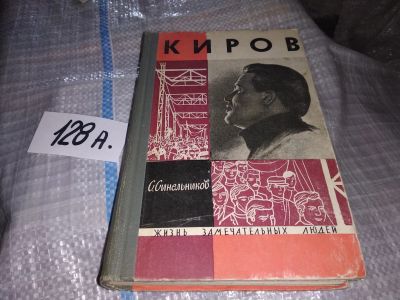 КИРОВ
128 А.
С. Синельников
ЖИЗНЬ ЗАМЕЧАТЕЛЬНЫХ ЛЮДЕЙ